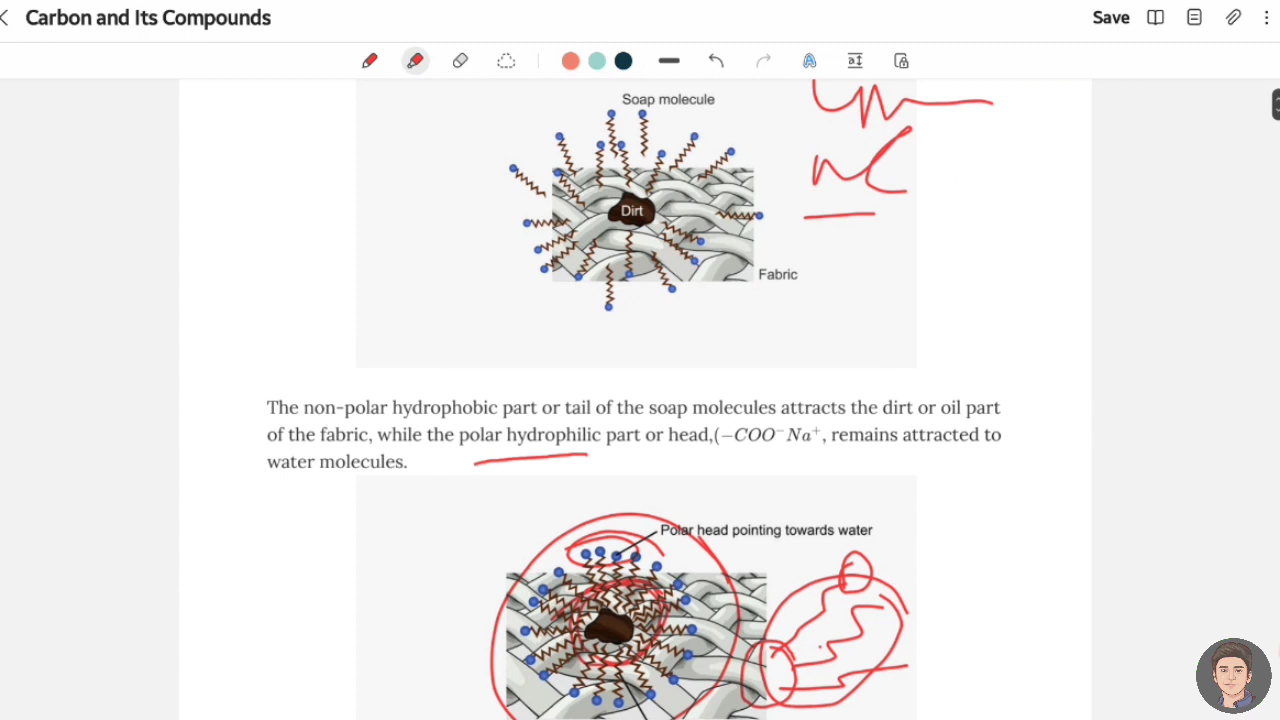 Carbon and Its Compounds
Save
Soap molecule
Dirt
Fabric
The non-polar hydrophobic part or tail of the soap molecules attracts the dirt or oil part
of the fabric, while the polar hydrophilic part or head,(−COO⁻Na⁺, remains attracted to
water molecules.
Polar head pointing towards water